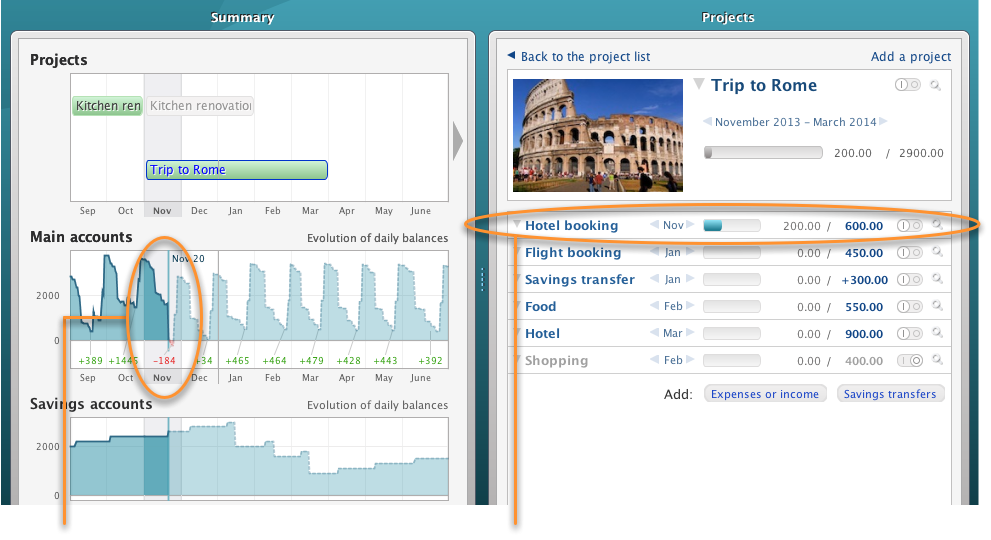 Summary
Projects
Kitchen ren
Kitchen renovation
Trip to Rome
Sep Oct Nov Dec Jan Feb Mar Apr May June
Main accounts Evolution of daily balances
Nov 20
2000
0
+389 +1445 -184 +34 +465 +464 +479 +428 +443 +392
Sep Oct Nov Dec Jan Feb Mar Apr May June
Savings accounts Evolution of daily balances
2000
0
Projects
Back to the project list Add a project
Trip to Rome
November 2013 – March 2014
200.00 / 2900.00
Hotel booking Nov 200.00 / 600.00
Flight booking Jan 0.00 / 450.00
Savings transfer Jan 0.00 / +300.00
Food Feb 0.00 / 550.00
Hotel Mar 0.00 / 900.00
Shopping Feb 0.00 / 400.00
Add: Expenses or income Savings transfers